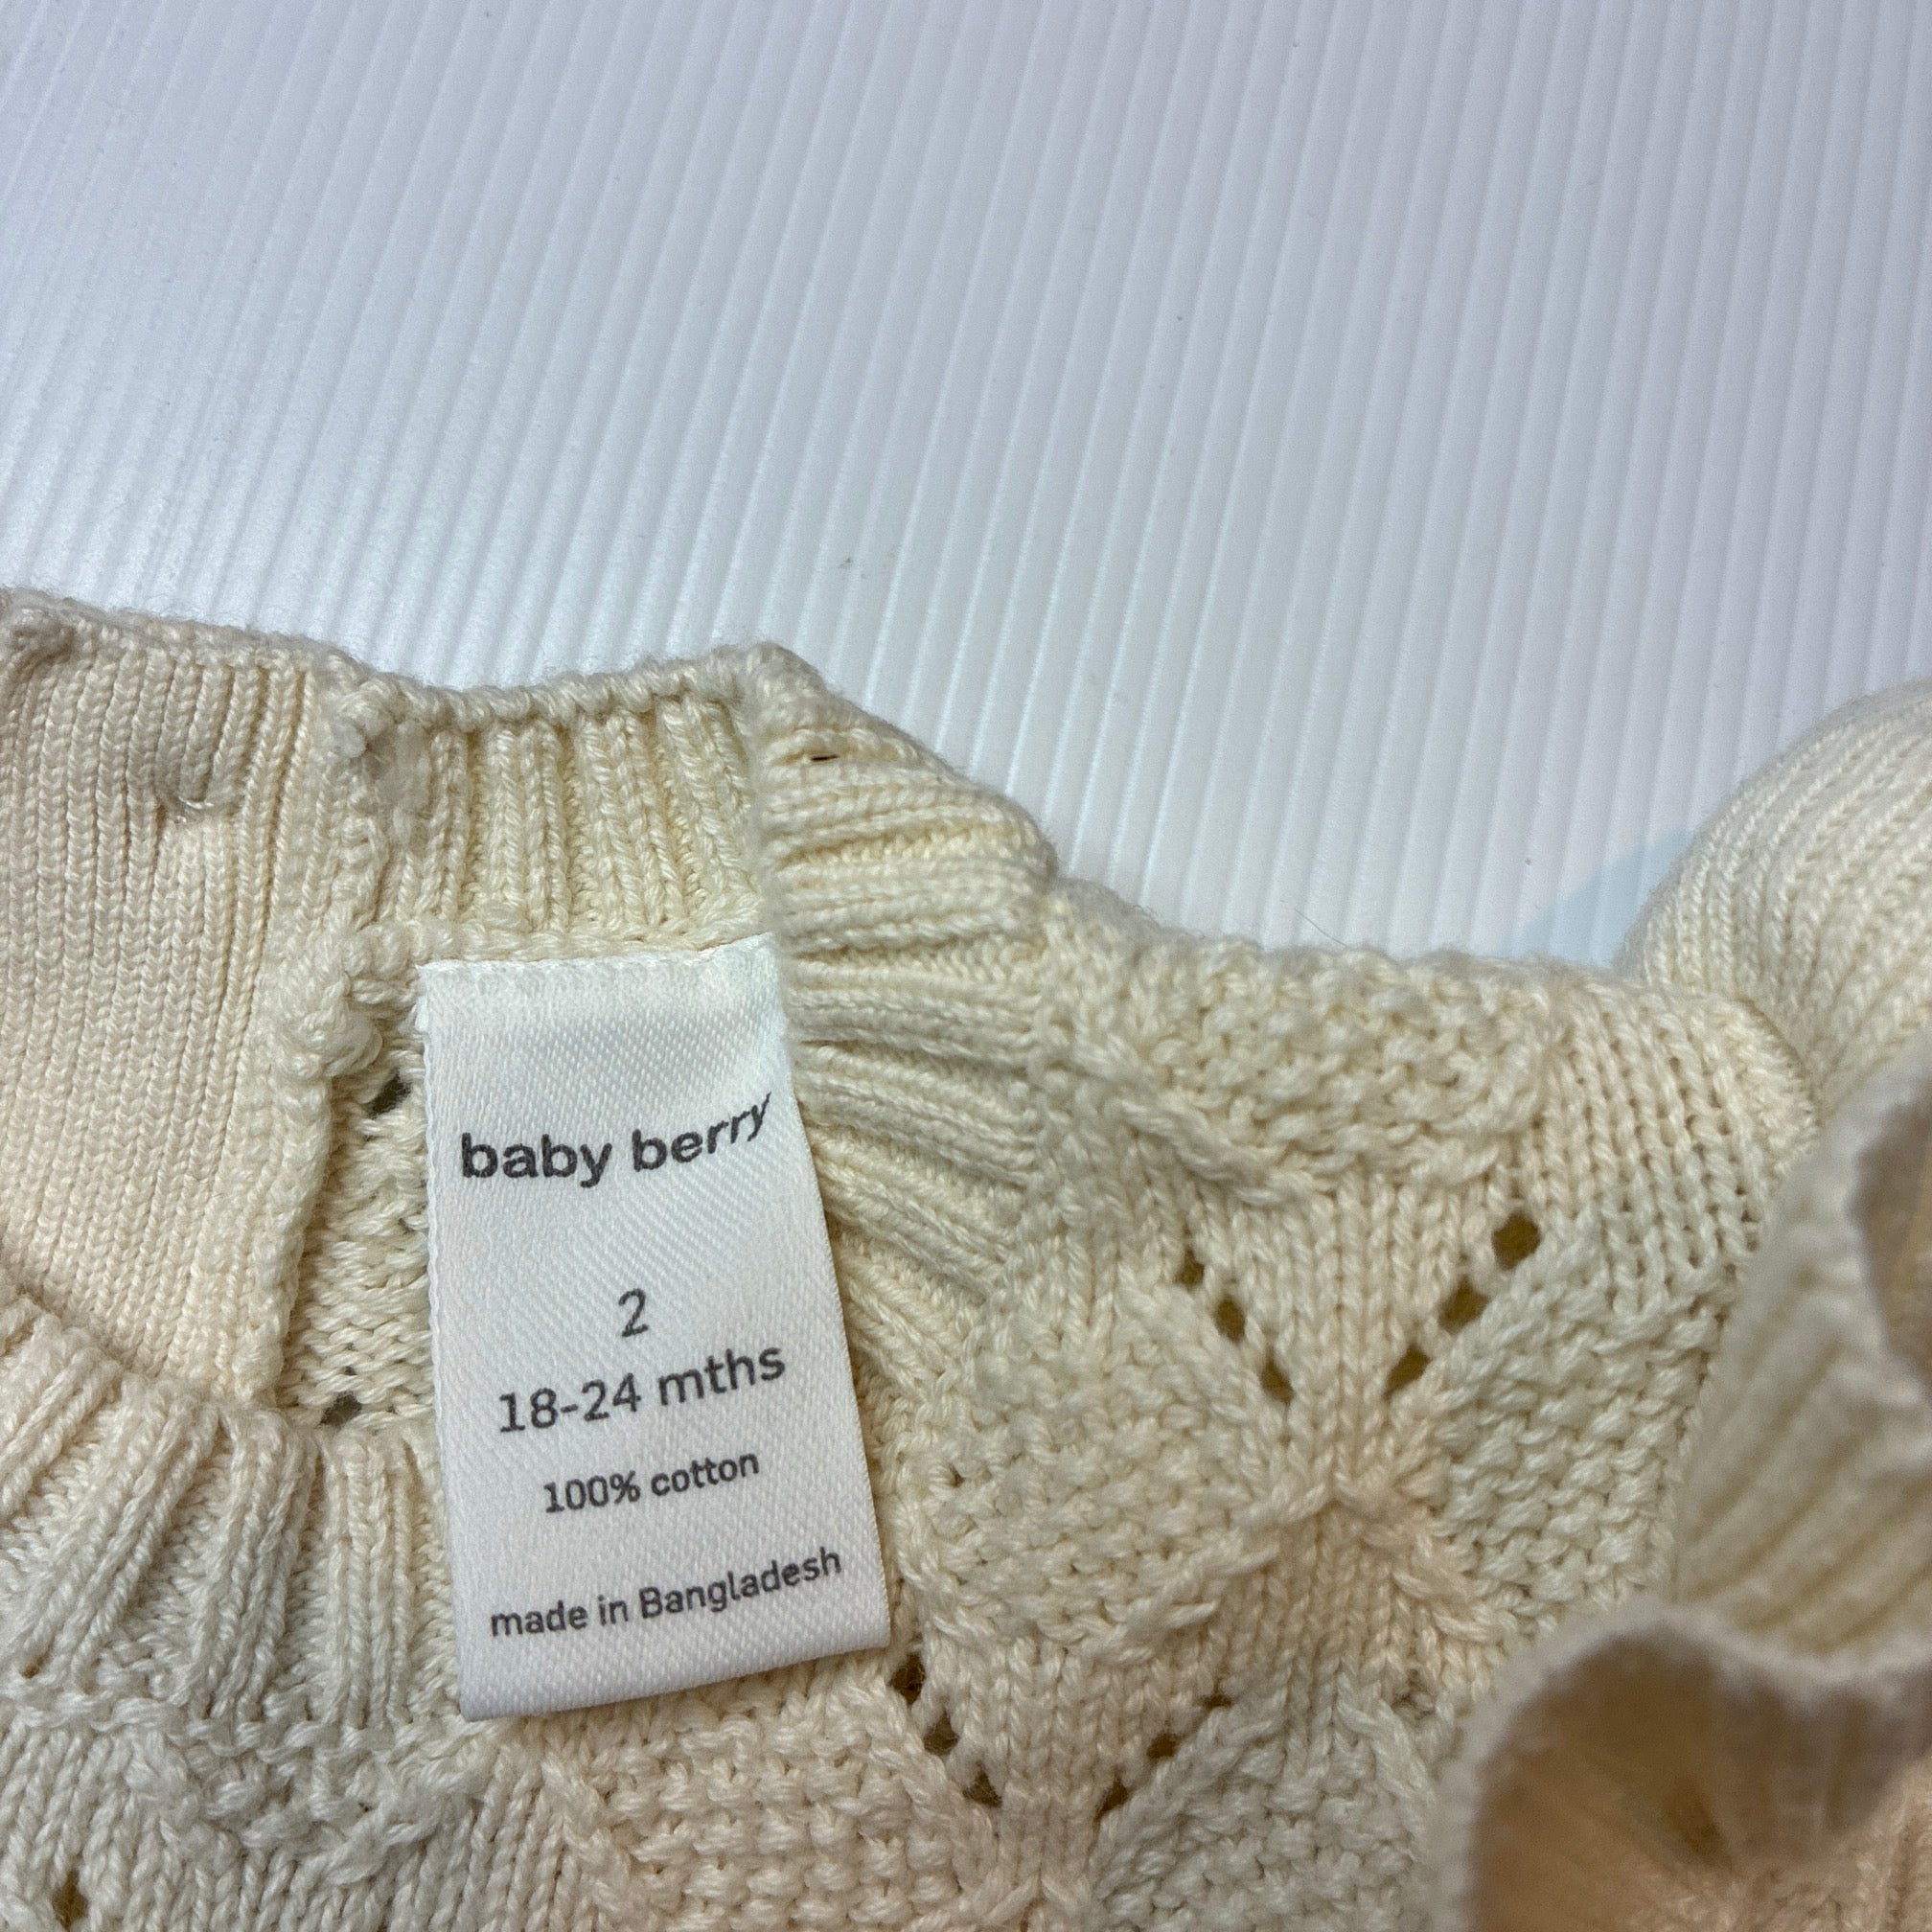 baby berry
2
18-24 mths
100% cotton
made in Bangladesh